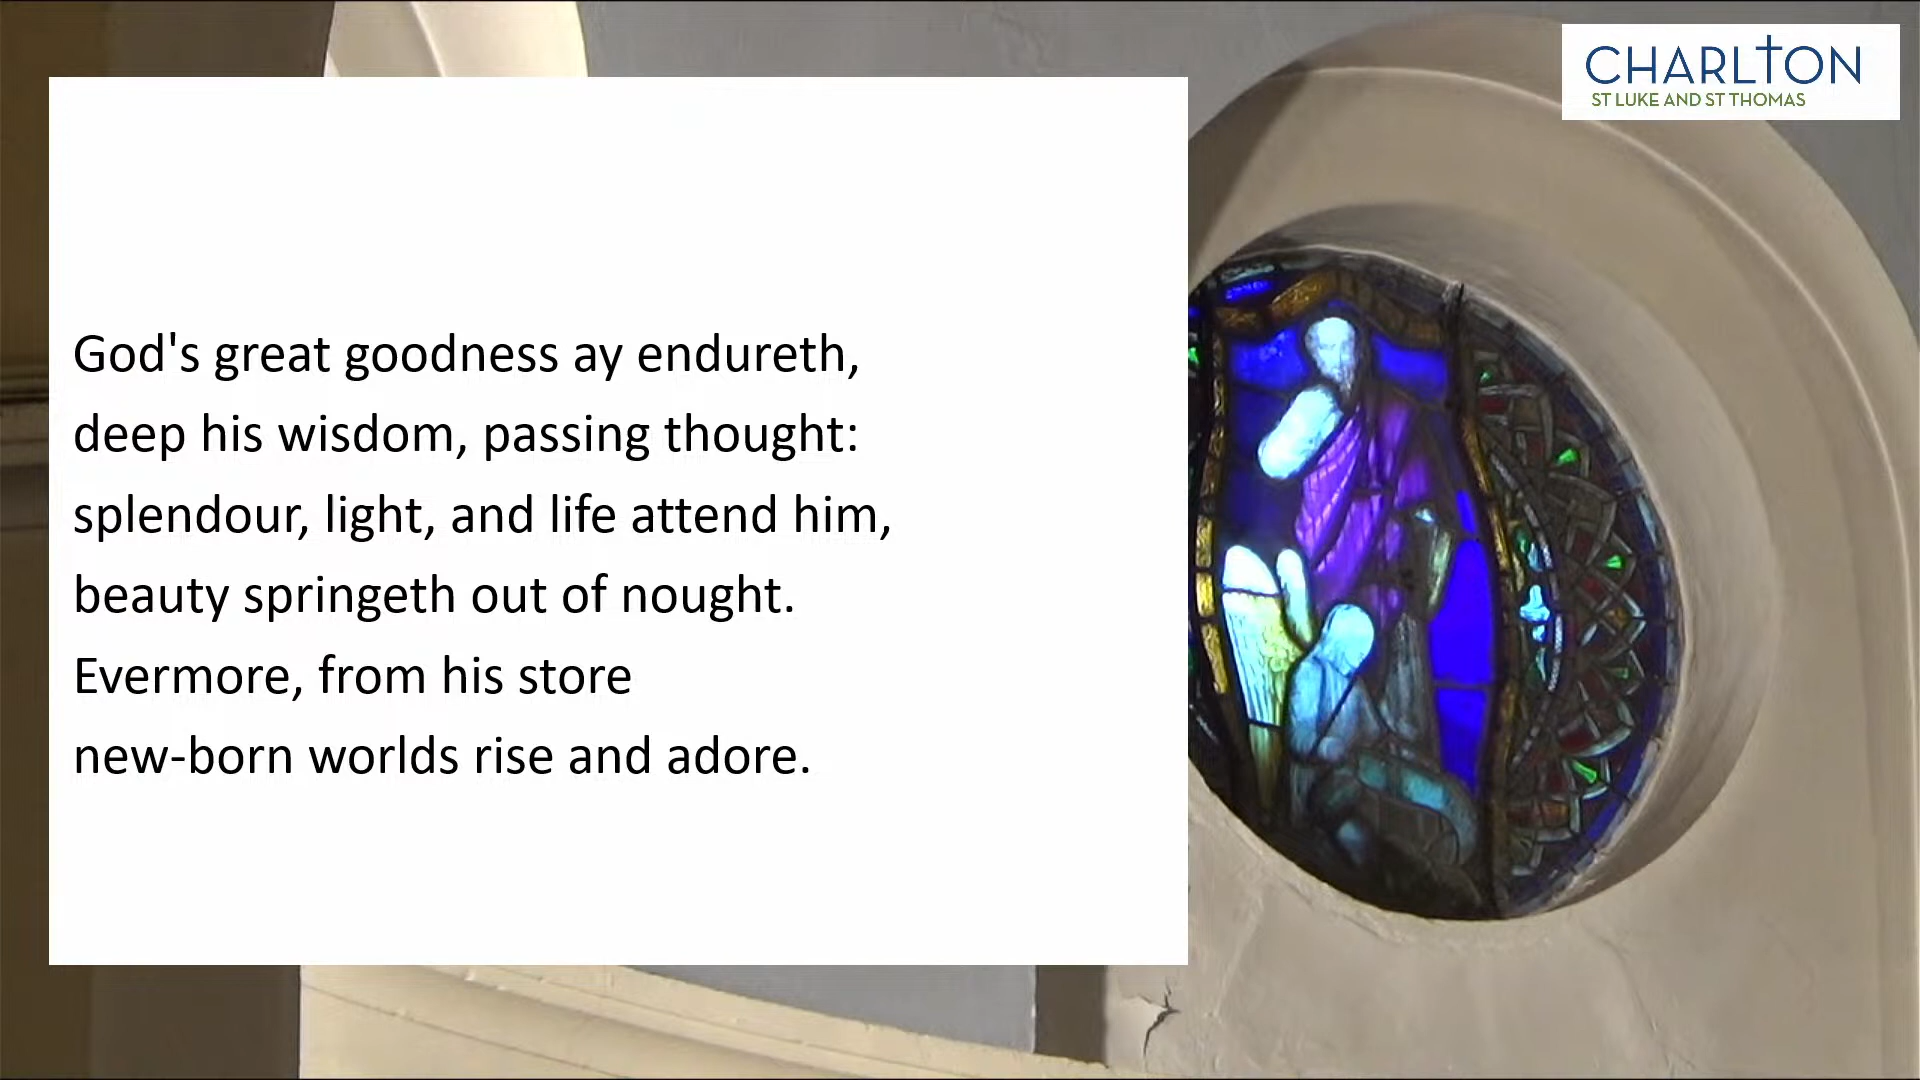 CHARLTON
ST LUKE AND ST THOMAS
God's great goodness ay endureth,
deep his wisdom, passing thought:
splendour, light, and life attend him,
beauty springeth out of nought.
Evermore, from his store
new-born worlds rise and adore.